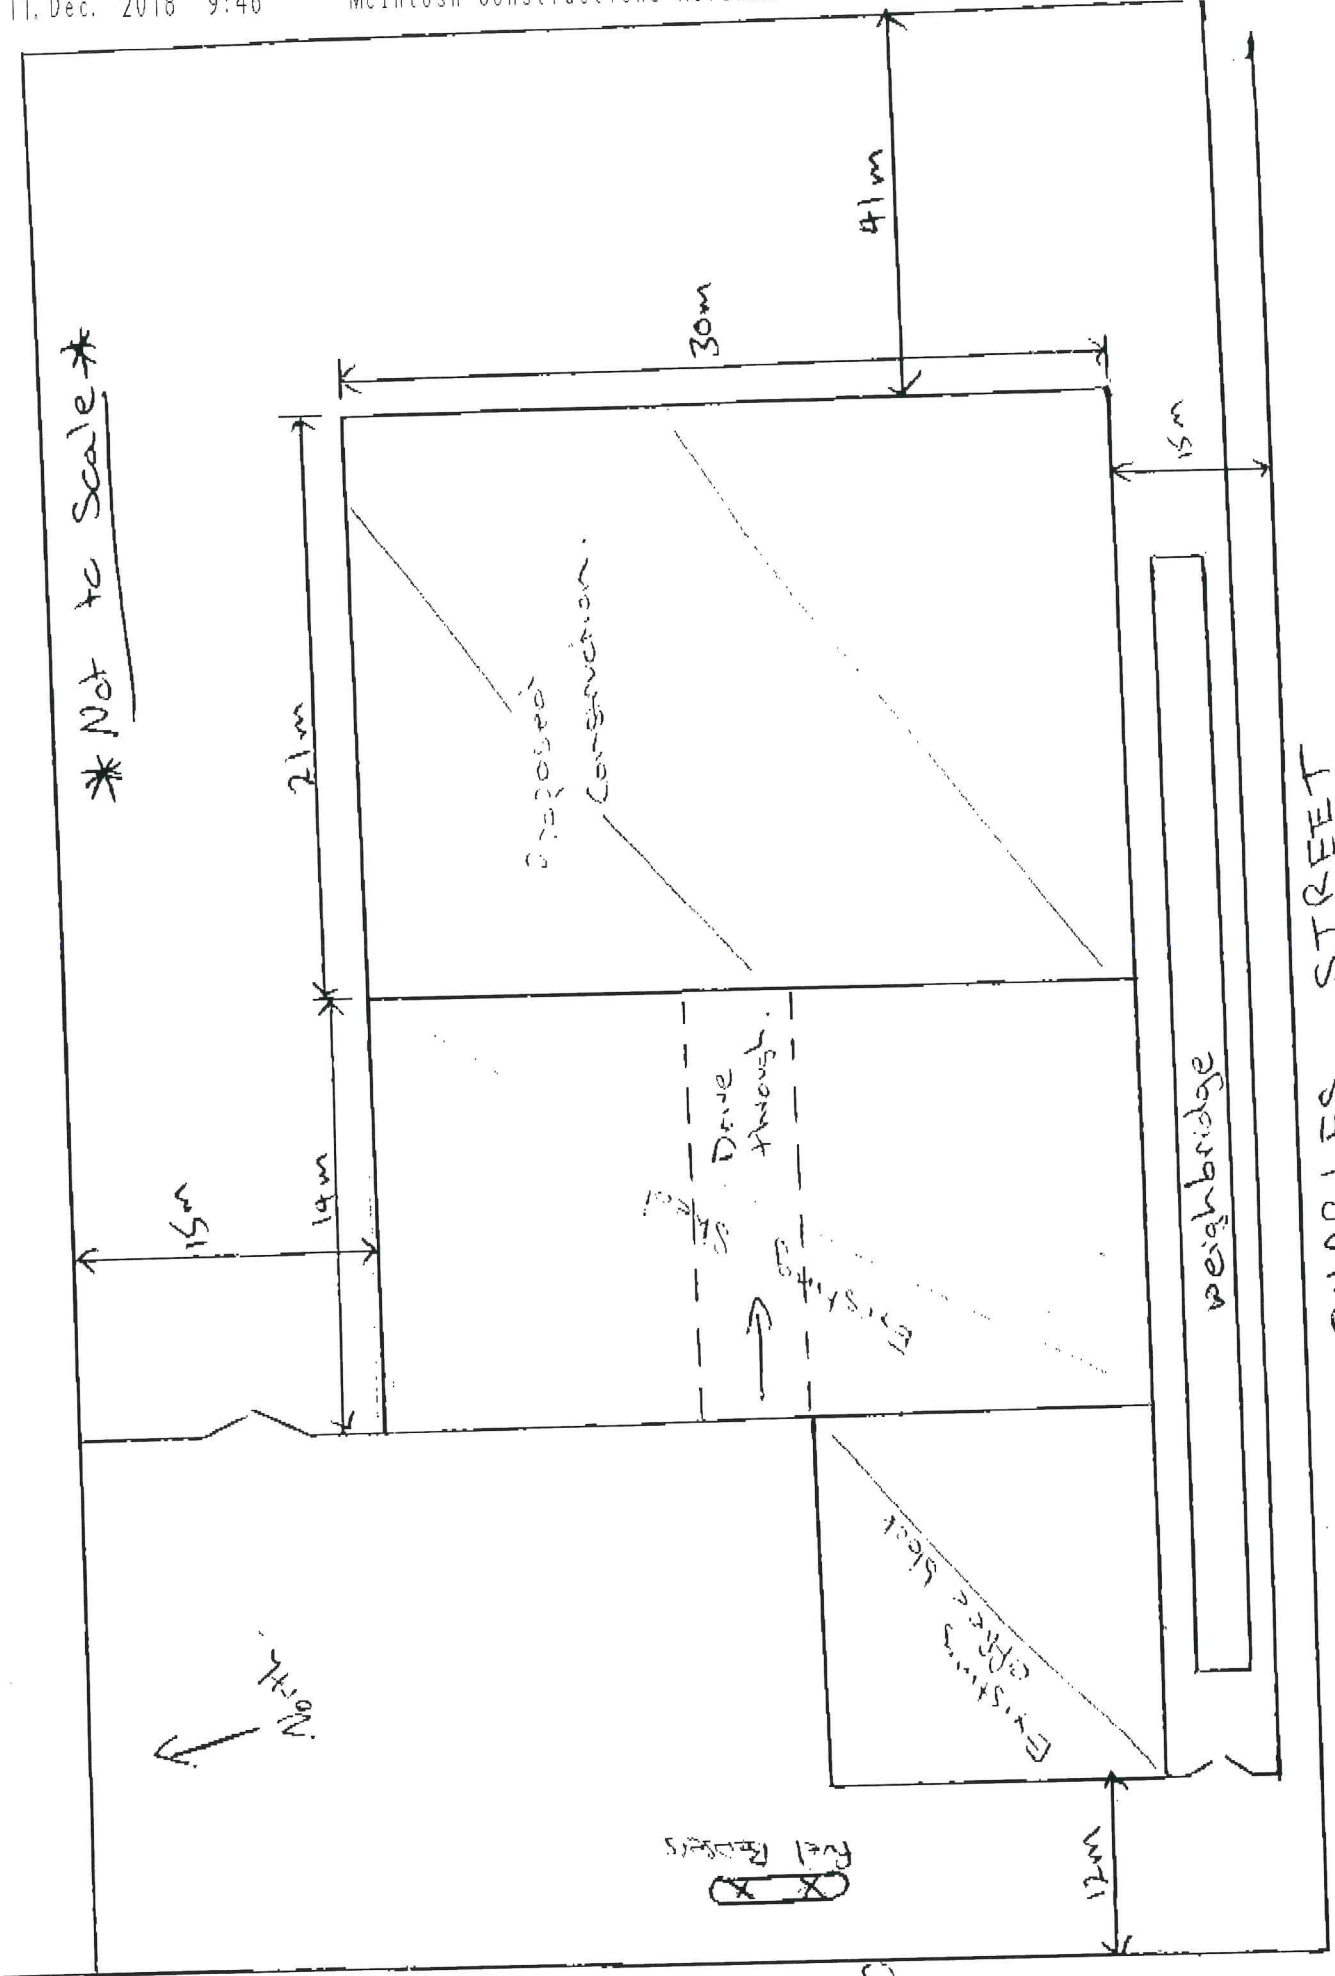 11. Dec. 2018 9:46
McIntosh Constructions
* Not to Scale *
41m
30m
21m
15m
Proposed
Construction.
14m
15m
Drive
through.
Existing
Shed
weighbridge
Existing
office block
North
Fuel
Bowsers
12m
STREET